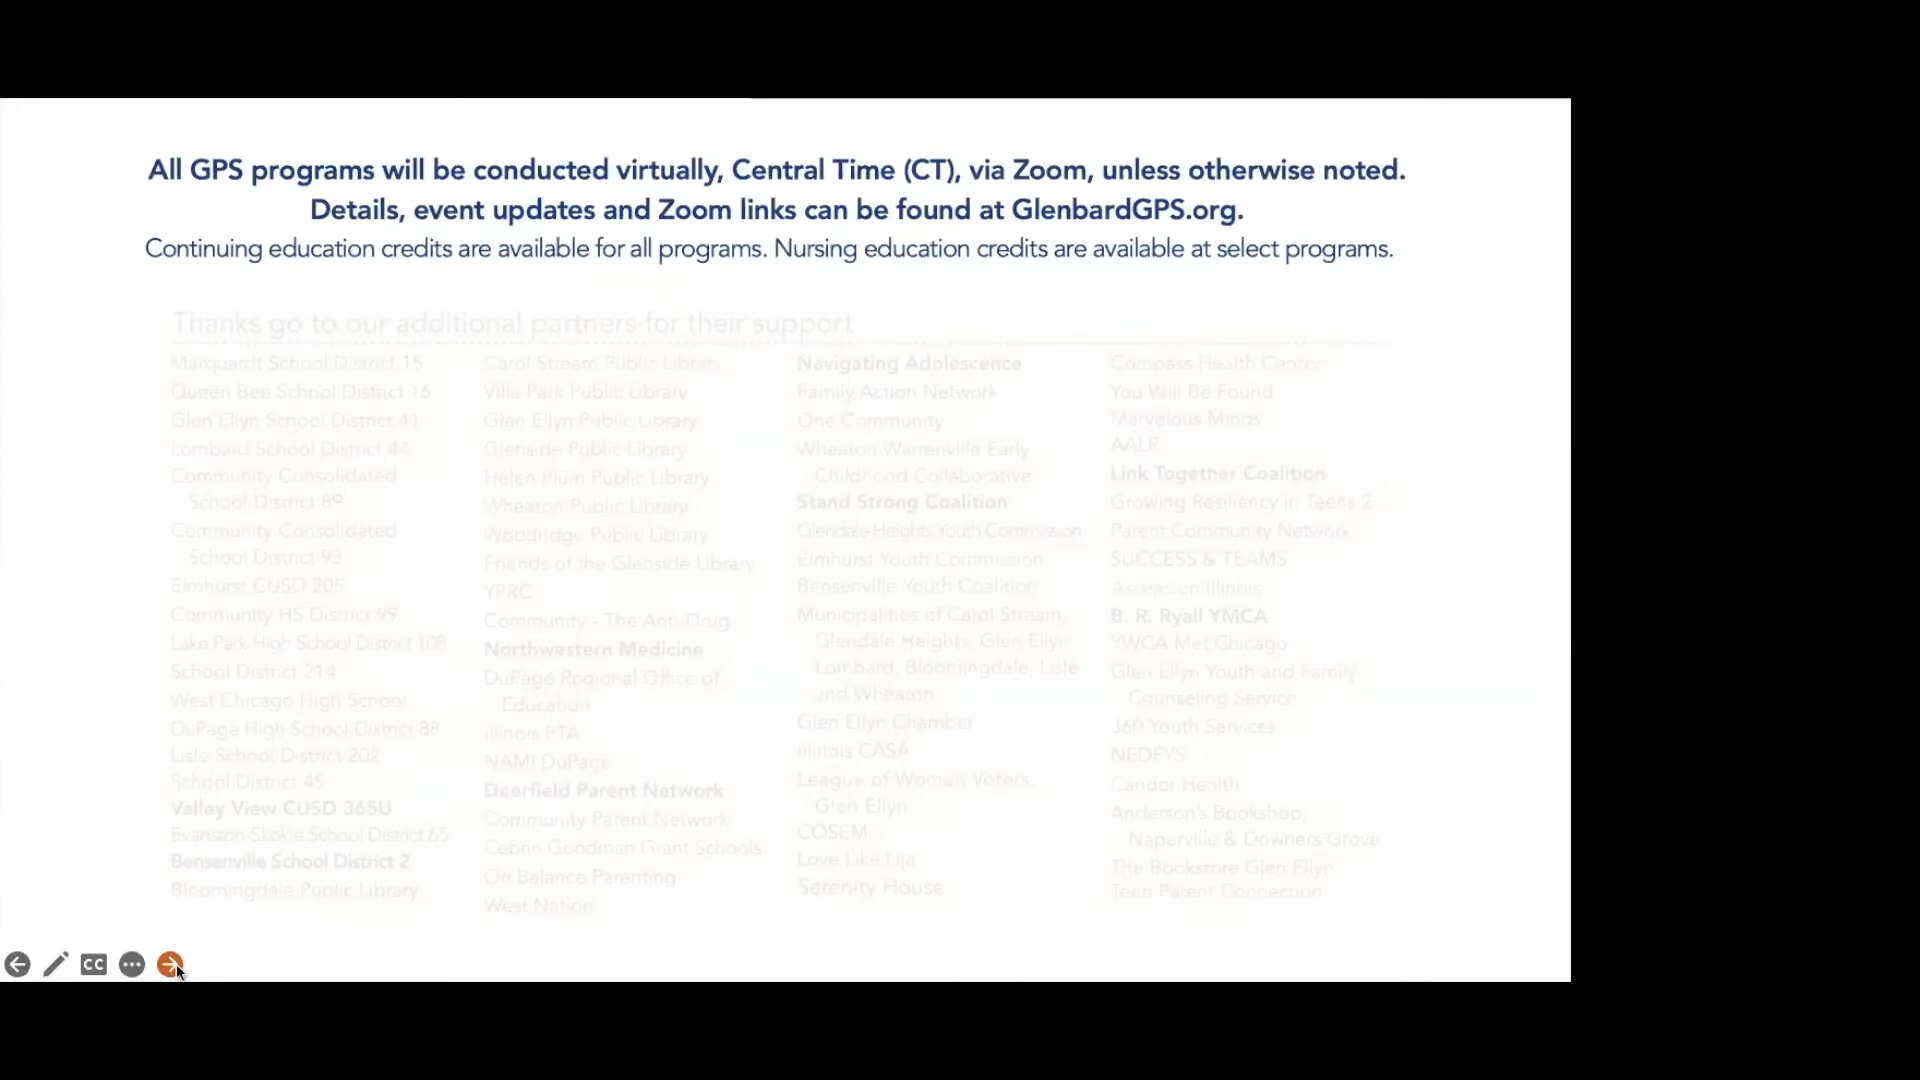 All GPS programs will be conducted virtually, Central Time (CT), via Zoom, unless otherwise noted.
Details, event updates and Zoom links can be found at GlenbardGPS.org.
Continuing education credits are available for all programs. Nursing education credits are available at select programs.
Thanks go to our additional partners for their support
Marquardt School District 15
Queen Bee School District 16
Glen Ellyn School District 41
Lombard School District 44
Community Consolidated
School District 89
Community Consolidated
School District 93
Elmhurst CUSD 205
Community HS District 99
Lake Park High School District 108
School District 214
West Chicago High School
DuPage High School District 88
Lisle School District 202
School District 45
Valley View CUSD 365U
Evanston-Skokie School District 65
Bensenville School District 2
Bloomingdale Public Library
Carol Stream Public Library
Villa Park Public Library
Glen Ellyn Public Library
Glenside Public Library
Helen Plum Public Library
Wheaton Public Library
Woodridge Public Library
Friends of the Glenside Library
YPRC
Community - The Anti-Drug
Northwestern Medicine
DuPage Regional Office of
Education
Illinois PTA
NAMI DuPage
Deerfield Parent Network
Community Parent Network
Cebrin Goodman Grant Schools
On Balance Parenting
West Nation
Navigating Adolescence
Family Action Network
One Community
Wheaton Warrenville Early
Childhood Collaborative
Stand Strong Coalition
Glendale Heights Youth Commission
Elmhurst Youth Commission
Bensenville Youth Coalition
Municipalities of Carol Stream,
Glendale Heights, Glen Ellyn
Lombard, Bloomingdale, Lisle
and Wheaton
Glen Ellyn Chamber
Illinois CASA
League of Women Voters,
Glen Ellyn
COSEM
Love Like Lija
Serenity House
Compass Health Center
You Will Be Found
Marvelous Minds
AALR
Link Together Coalition
Growing Resiliency in Teens 2
Parent Community Network
SUCCESS & TEAMS
Ascension Illinois
B. R. Ryall YMCA
YWCA Met Chicago
Glen Ellyn Youth and Family
Counseling Service
360 Youth Services
NEDFYS
Candor Health
Anderson's Bookshop,
Naperville & Downers Grove
The Bookstore Glen Ellyn
Teen Parent Connection
CC